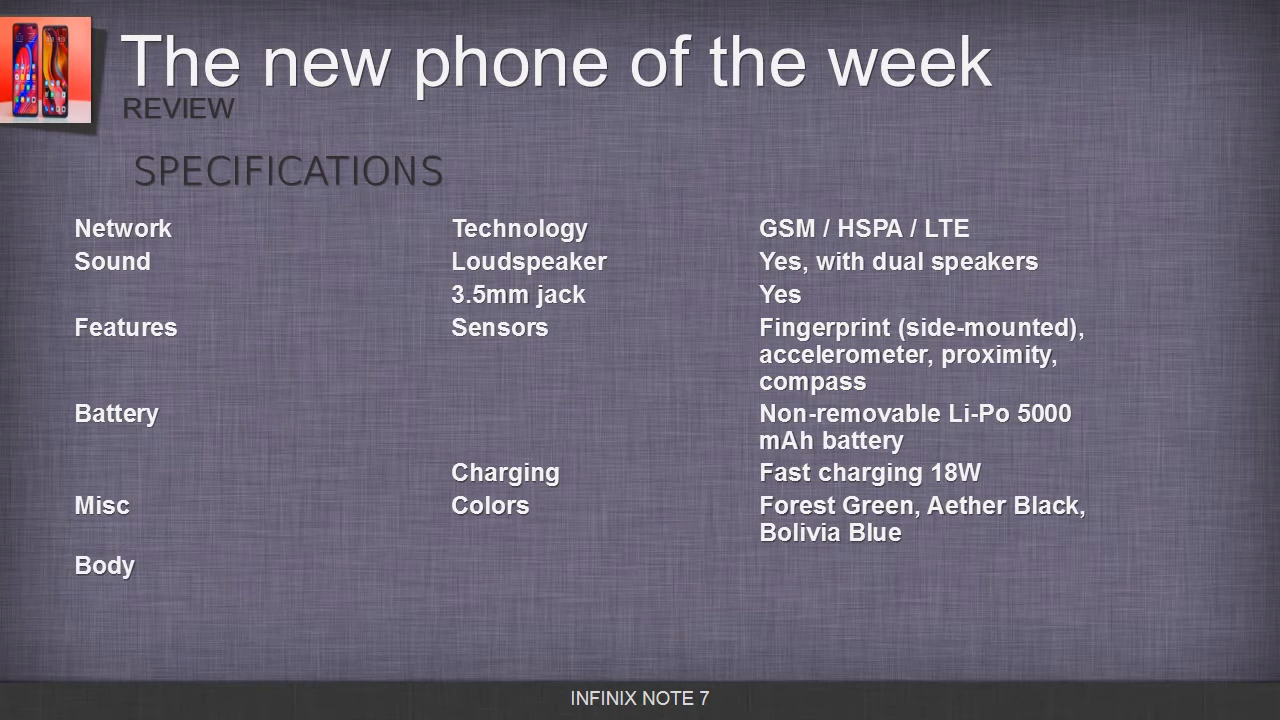 The new phone of the week
REVIEW
SPECIFICATIONS
Network Technology GSM / HSPA / LTE
Sound Loudspeaker Yes, with dual speakers
3.5mm jack Yes
Features Sensors Fingerprint (side-mounted),
accelerometer, proximity,
compass
Battery Non-removable Li-Po 5000
mAh battery
Charging Fast charging 18W
Misc Colors Forest Green, Aether Black,
Bolivia Blue
Body
INFINIX NOTE 7